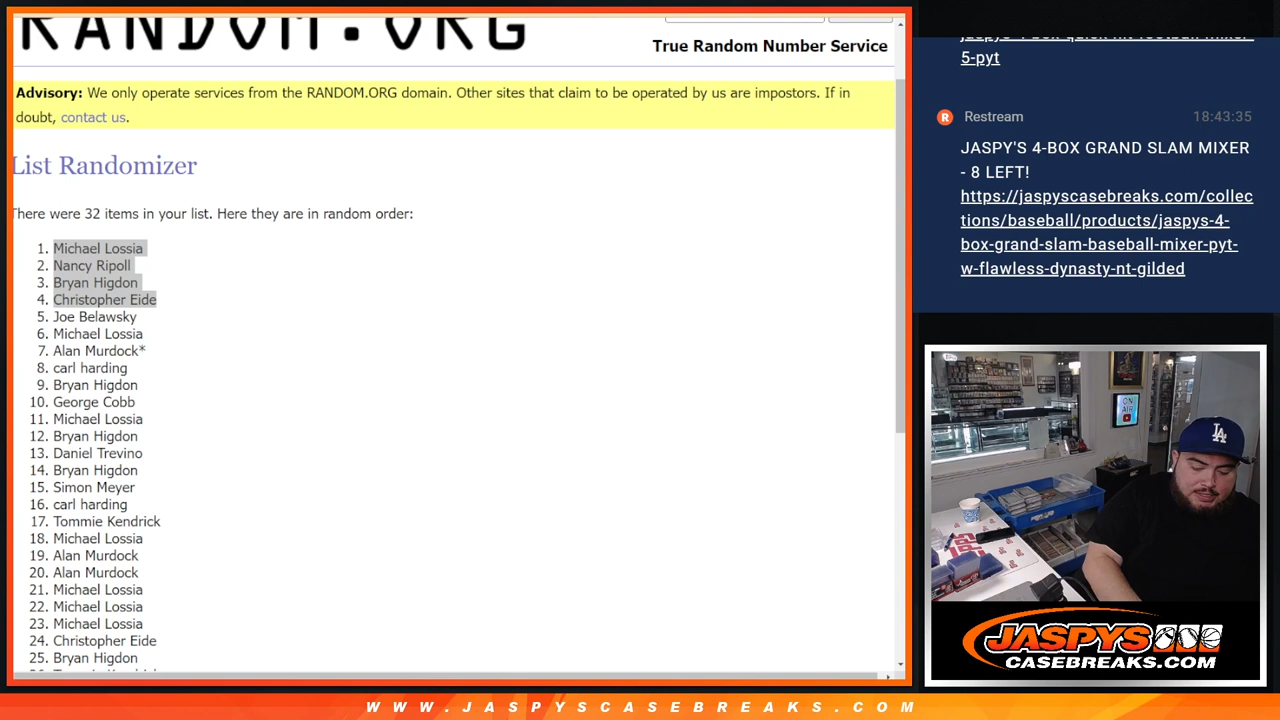 RANDOM.ORG
True Random Number Service
Advisory: We only operate services from the RANDOM.ORG domain. Other sites that claim to be operated by us are impostors. If in
doubt, contact us.
List Randomizer
There were 32 items in your list. Here they are in random order:
1. Michael Lossia
2. Nancy Ripoll
3. Bryan Higdon
4. Christopher Eide
5. Joe Belawsky
6. Michael Lossia
7. Alan Murdock*
8. carl harding
9. Bryan Higdon
10. George Cobb
11. Michael Lossia
12. Bryan Higdon
13. Daniel Trevino
14. Bryan Higdon
15. Simon Meyer
16. carl harding
17. Tommie Kendrick
18. Michael Lossia
19. Alan Murdock
20. Alan Murdock
21. Michael Lossia
22. Michael Lossia
23. Michael Lossia
24. Christopher Eide
25. Bryan Higdon
5-pyt
R Restream 18:43:35
JASPY'S 4-BOX GRAND SLAM MIXER
- 8 LEFT!
https://jaspyscasebreaks.com/collec
tions/baseball/products/jaspys-4-
box-grand-slam-baseball-mixer-pyt-
w-flawless-dynasty-nt-gilded
ON
AIR
LA
JASPYS
CASEBREAKS.COM
WWW.JASPYSCASEBREAKS.COM